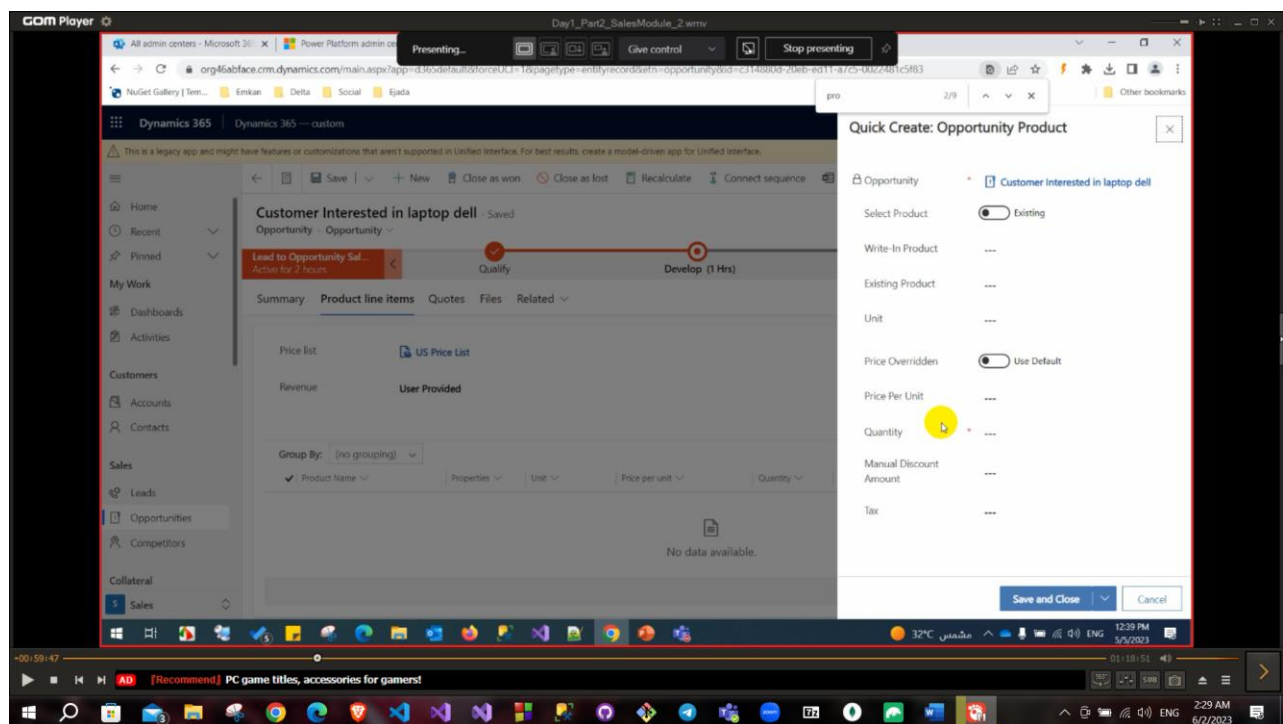 GOM Player
Day1_Part2_SalesModule_2.wmv
All admin centers - Microsoft 36
Power Platform admin ce
Presenting...
Give control
Stop presenting
org46abface.crm.dynamics.com/main.aspx?app=d365default&forceUCI=1&pagetype=entityrecord&etn=opportunity&id=c314880d-20eb-ed11-a7c5-0022481c5f83
NuGet Gallery | Tem...
Emkan
Delta
Social
Ejada
pro
2/9
Other bookmarks
Dynamics 365
Dynamics 365 — custom
This is a legacy app and might have features or customizations that aren't supported in Unified Interface. For best results, create a model-driven app for Unified Interface.
Save
New
Close as won
Close as lost
Recalculate
Connect sequence
Home
Recent
Pinned
My Work
Dashboards
Activities
Customers
Accounts
Contacts
Sales
Leads
Opportunities
Competitors
Collateral
S Sales
Customer Interested in laptop dell - Saved
Opportunity · Opportunity
Lead to Opportunity Sal...
Active for 2 hours
Qualify
Develop (1 Hrs)
Summary
Product line items
Quotes
Files
Related
Price list
US Price List
Revenue
User Provided
Group By: (no grouping)
Product Name
Properties
Unit
Price per unit
Quantity
No data available.
Quick Create: Opportunity Product
Opportunity * Customer Interested in laptop dell
Select Product Existing
Write-In Product ---
Existing Product ---
Unit ---
Price Overridden Use Default
Price Per Unit ---
Quantity * ---
Manual Discount
Amount ---
Tax ---
Save and Close
Cancel
32°C مشمس
ENG
12:39 PM
5/5/2023
-00:59:47
01:18:51
AD [Recommend] PC game titles, accessories for gamers!
360°
SUB
ENG
2:29 AM
6/2/2023